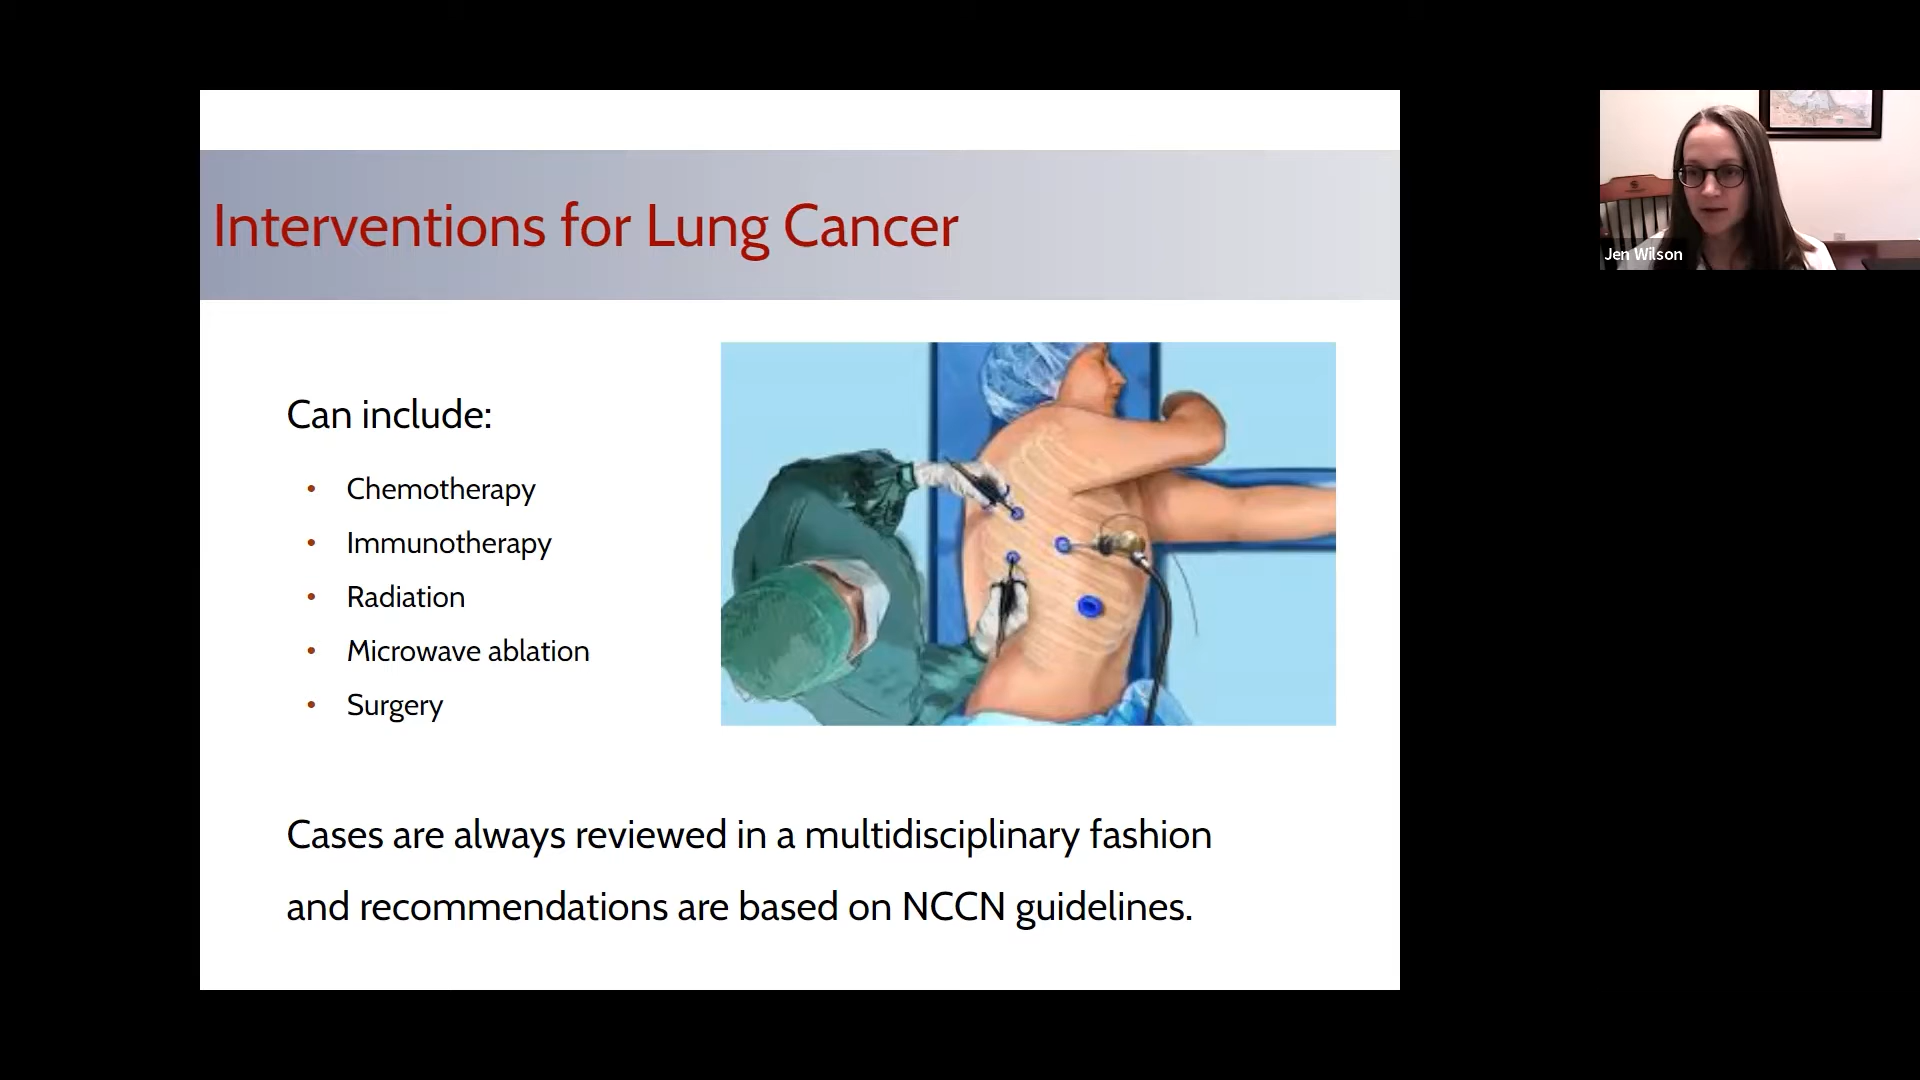 Interventions for Lung Cancer
Can include:
• Chemotherapy
• Immunotherapy
• Radiation
• Microwave ablation
• Surgery
Cases are always reviewed in a multidisciplinary fashion
and recommendations are based on NCCN guidelines.
Jen Wilson